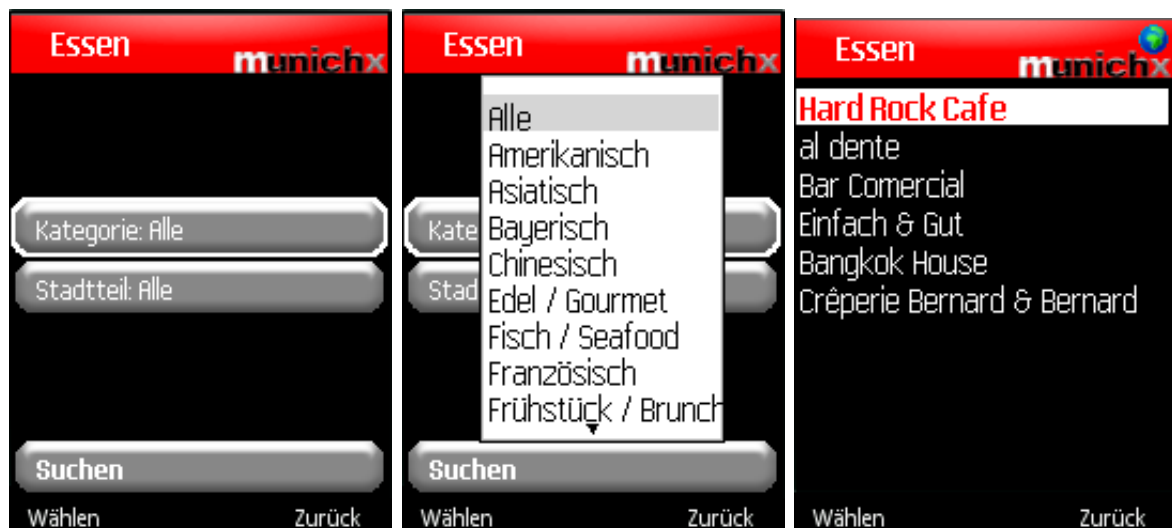 Essen
munichx
Kategorie: Alle
Stadtteil: Alle
Suchen
Wählen Zurück
Essen
munichx
Alle
Amerikanisch
Asiatisch
Bayerisch
Chinesisch
Edel / Gourmet
Fisch / Seafood
Französisch
Frühstück / Brunch
Kate
Stad
Suchen
Wählen Zurück
Essen
munichx
Hard Rock Cafe
al dente
Bar Comercial
Einfach & Gut
Bangkok House
Crêperie Bernard & Bernard
Wählen Zurück